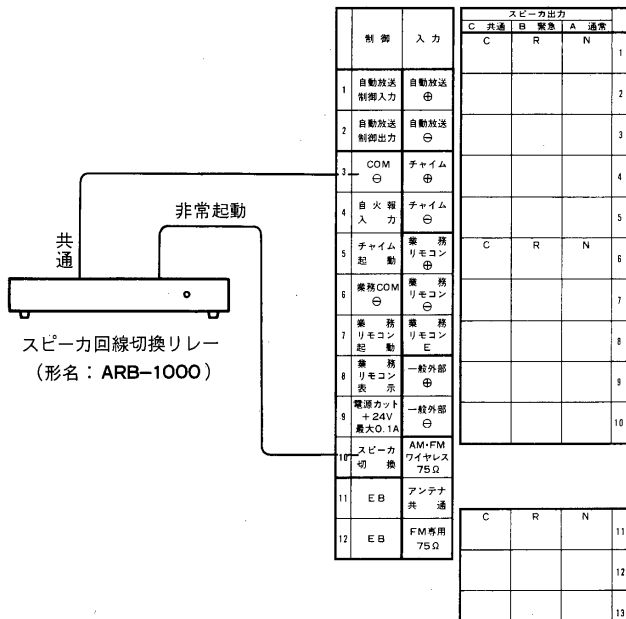 制御 入力
1 自動放送 制御入力 自動放送 ⊕
2 自動放送 制御出力 自動放送 ⊖
3 COM ⊖ チャイム ⊕
4 自火報 入力 チャイム ⊖
5 チャイム 起動 業務 リモコン ⊕
6 業務COM ⊖ 業務 リモコン ⊖
7 業務 リモコン 起動 業務 リモコン E
8 業務 リモコン 表示 一般外部 ⊕
9 電源カット +24V 最大0.1A 一般外部 ⊖
10 スピーカ 切換 AM・FM ワイヤレス 75Ω
11 EB アンテナ 共通
12 EB FM専用 75Ω
スピーカ出力
C 共通 B 緊急 A 通常
C R N 1
2
3
4
5
C R N 6
7
8
9
10
C R N 11
12
13
共通
非常起動
スピーカ回線切換リレー
(形名：ARB-1000)